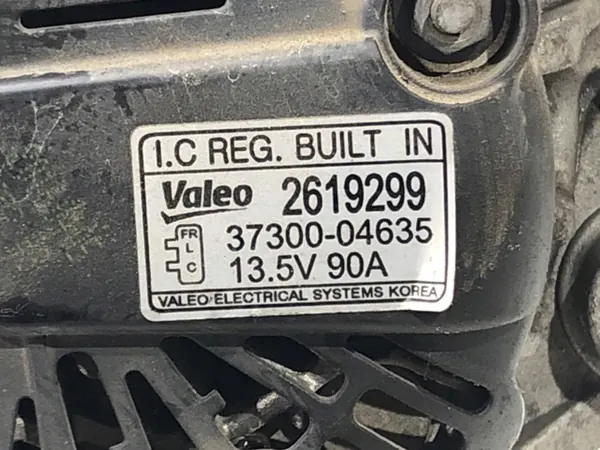 I.C REG. BUILT IN
Valeo 2619299
FR
L
C
37300-04635
13.5V 90A
VALEO ELECTRICAL SYSTEMS KOREA